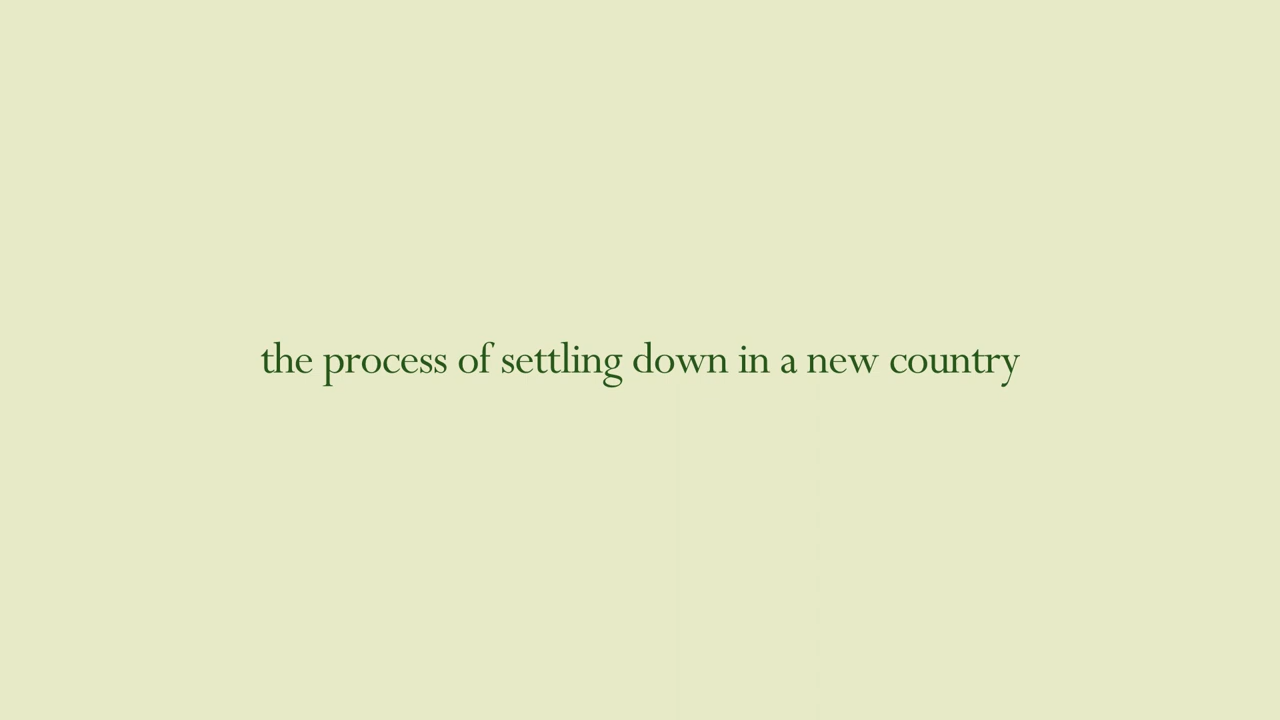 the process of settling down in a new country